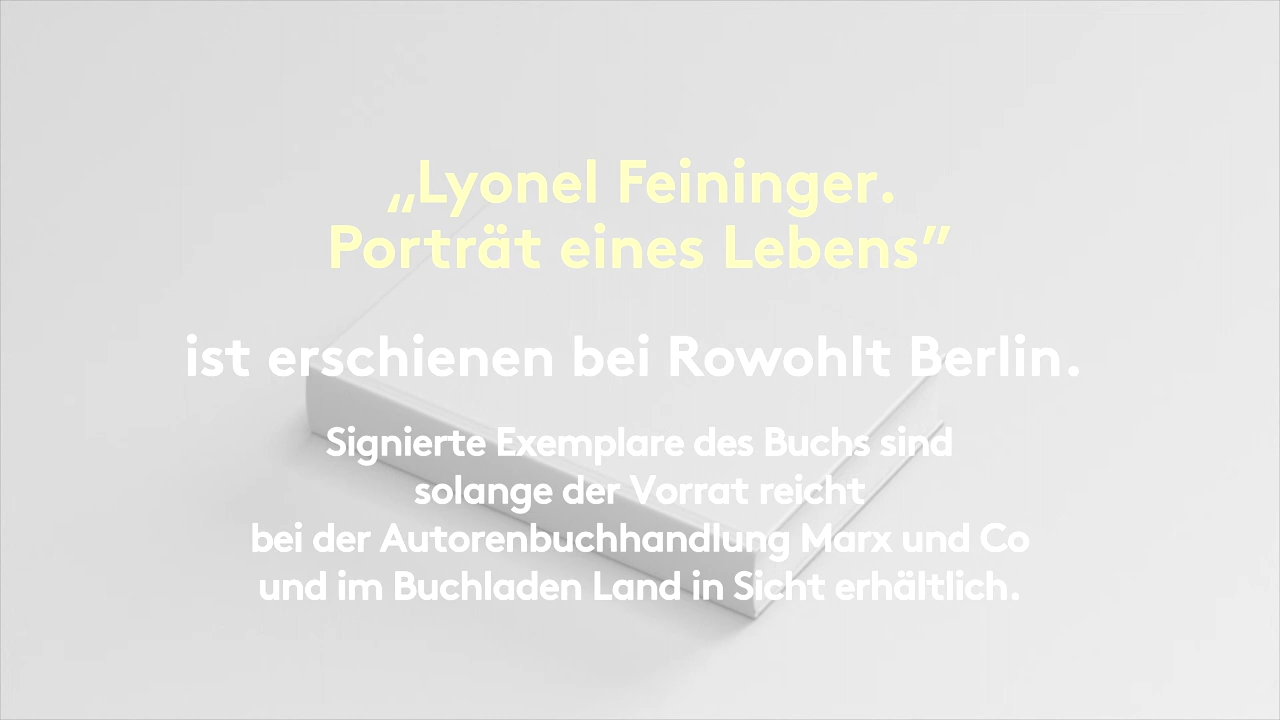 „Lyonel Feininger.
Porträt eines Lebens”
ist erschienen bei Rowohlt Berlin.
Signierte Exemplare des Buchs sind
solange der Vorrat reicht
bei der Autorenbuchhandlung Marx und Co
und im Buchladen Land in Sicht erhältlich.